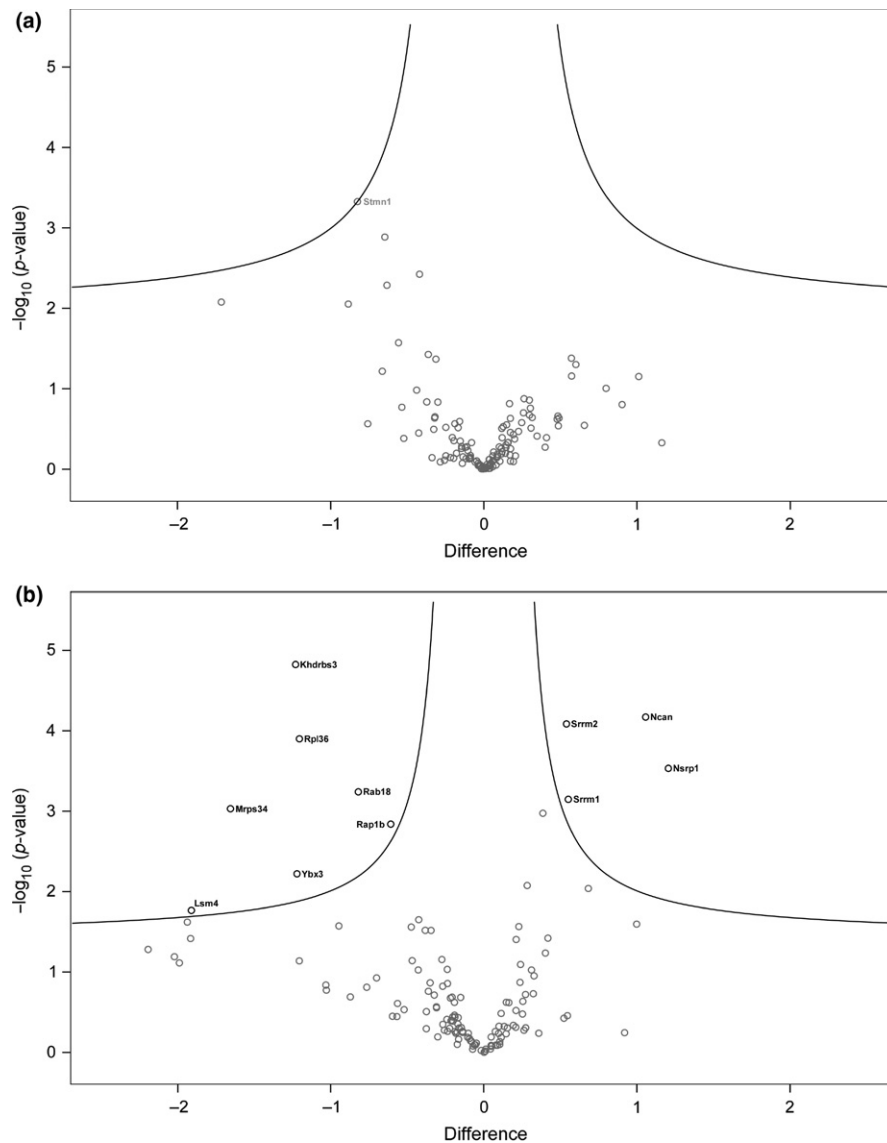 (a)
5
4
3
2
1
0
–log10 (p-value)
Stmn1
–2
–1
0
1
2
Difference
(b)
5
4
3
2
1
0
–log10 (p-value)
Khdrbs3
Ncan
Srrm2
Rpl36
Nsrp1
Rab18
Srrm1
Mrps34
Rap1b
Ybx3
Lsm4
–2
–1
0
1
2
Difference